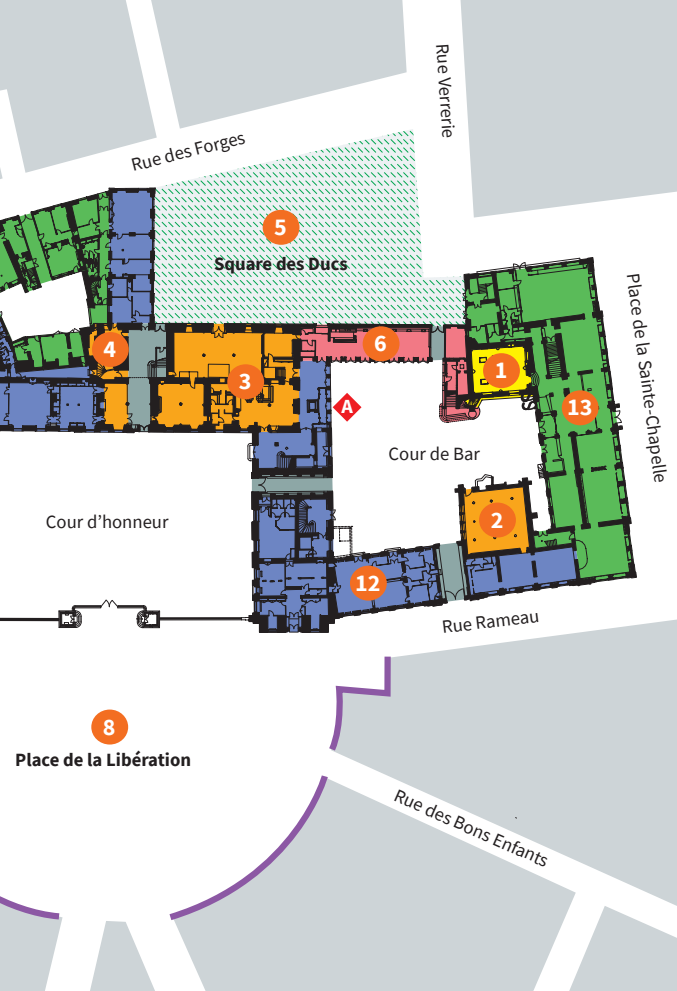 Rue Verrerie
Rue des Forges
5
Square des Ducs
Place de la Sainte-Chapelle
4
6
3
1
A
13
Cour de Bar
Cour d’honneur
2
12
Rue Rameau
8
Place de la Libération
Rue des Bons Enfants